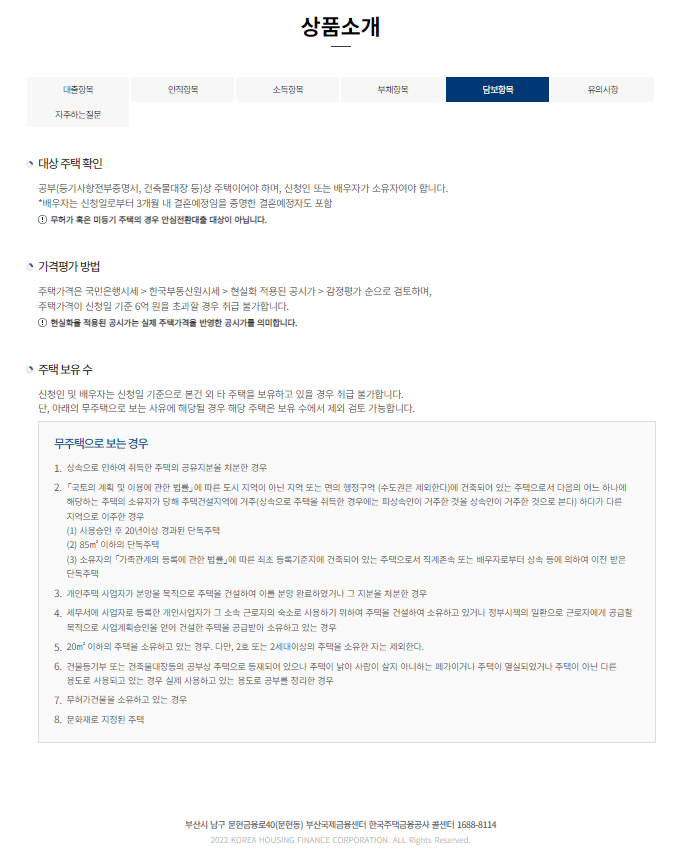 상품소개
대출항목 인적항목 소득항목 부채항목 담보항목 유의사항
자주하는질문
대상 주택 확인
공부(등기사항전부증명서, 건축물대장 등)상 주택이어야 하며, 신청인 또는 배우자가 소유자여야 합니다.
*배우자는 신청일로부터 3개월 내 결혼예정임을 증명한 결혼예정자도 포함
무허가 혹은 미등기 주택의 경우 안심전환대출 대상이 아닙니다.
가격평가 방법
주택가격은 국민은행시세 > 한국부동산원시세 > 현실화 적용된 공시가 > 감정평가 순으로 검토하며,
주택가격이 신청일 기준 6억 원을 초과할 경우 취급 불가합니다.
현실화율 적용된 공시가는 실제 주택가격을 반영한 공시가를 의미합니다.
주택 보유 수
신청인 및 배우자는 신청일 기준으로 본건 외 타 주택을 보유하고 있을 경우 취급 불가합니다.
단, 아래의 무주택으로 보는 사유에 해당될 경우 해당 주택은 보유 수에서 제외 검토 가능합니다.
무주택으로 보는 경우
1. 상속으로 인하여 취득한 주택의 공유지분을 처분한 경우
2. 「국토의 계획 및 이용에 관한 법률」에 따른 도시 지역이 아닌 지역 또는 면의 행정구역 (수도권은 제외한다)에 건축되어 있는 주택으로서 다음의 어느 하나에
해당하는 주택의 소유자가 당해 주택건설지역에 거주(상속으로 주택을 취득한 경우에는 피상속인이 거주한 것을 상속인이 거주한 것으로 본다) 하다가 다른
지역으로 이주한 경우
(1) 사용승인 후 20년이상 경과된 단독주택
(2) 85㎡ 이하의 단독주택
(3) 소유자의 「가족관계의 등록에 관한 법률」에 따른 최초 등록기준지에 건축되어 있는 주택으로서 직계존속 또는 배우자로부터 상속 등에 의하여 이전 받은
단독주택
3. 개인주택 사업자가 분양을 목적으로 주택을 건설하여 이를 분양 완료하였거나 그 지분을 처분한 경우
4. 세무서에 사업자로 등록한 개인사업자가 그 소속 근로자의 숙소로 사용하기 위하여 주택을 건설하여 소유하고 있거나 정부시책의 일환으로 근로자에게 공급할
목적으로 사업계획승인을 얻어 건설한 주택을 공급받아 소유하고 있는 경우
5. 20㎡ 이하의 주택을 소유하고 있는 경우. 다만, 2호 또는 2세대이상의 주택을 소유한 자는 제외한다.
6. 건물등기부 또는 건축물대장등의 공부상 주택으로 등재되어 있으나 주택이 낡아 사람이 살지 아니하는 폐가이거나 주택이 멸실되었거나 주택이 아닌 다른
용도로 사용되고 있는 경우 실제 사용하고 있는 용도로 공부를 정리한 경우
7. 무허가건물을 소유하고 있는 경우
8. 문화재로 지정된 주택
부산시 남구 문현금융로40(문현동) 부산국제금융센터 한국주택금융공사 콜센터 1688-8114
2022 KOREA HOUSING FINANCE CORPORATION. ALL Rights Reserved.